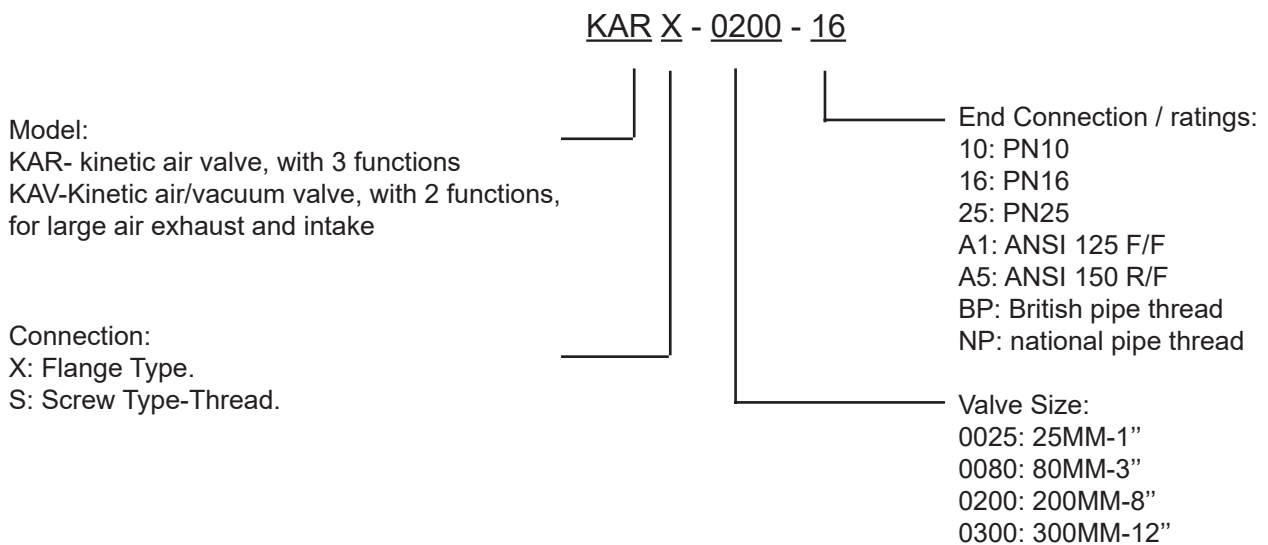 KAR X - 0200 - 16
Model:
KAR- kinetic air valve, with 3 functions
KAV-Kinetic air/vacuum valve, with 2 functions,
for large air exhaust and intake
Connection:
X: Flange Type.
S: Screw Type-Thread.
End Connection / ratings:
10: PN10
16: PN16
25: PN25
A1: ANSI 125 F/F
A5: ANSI 150 R/F
BP: British pipe thread
NP: national pipe thread
Valve Size:
0025: 25MM-1’’
0080: 80MM-3’’
0200: 200MM-8’’
0300: 300MM-12’’